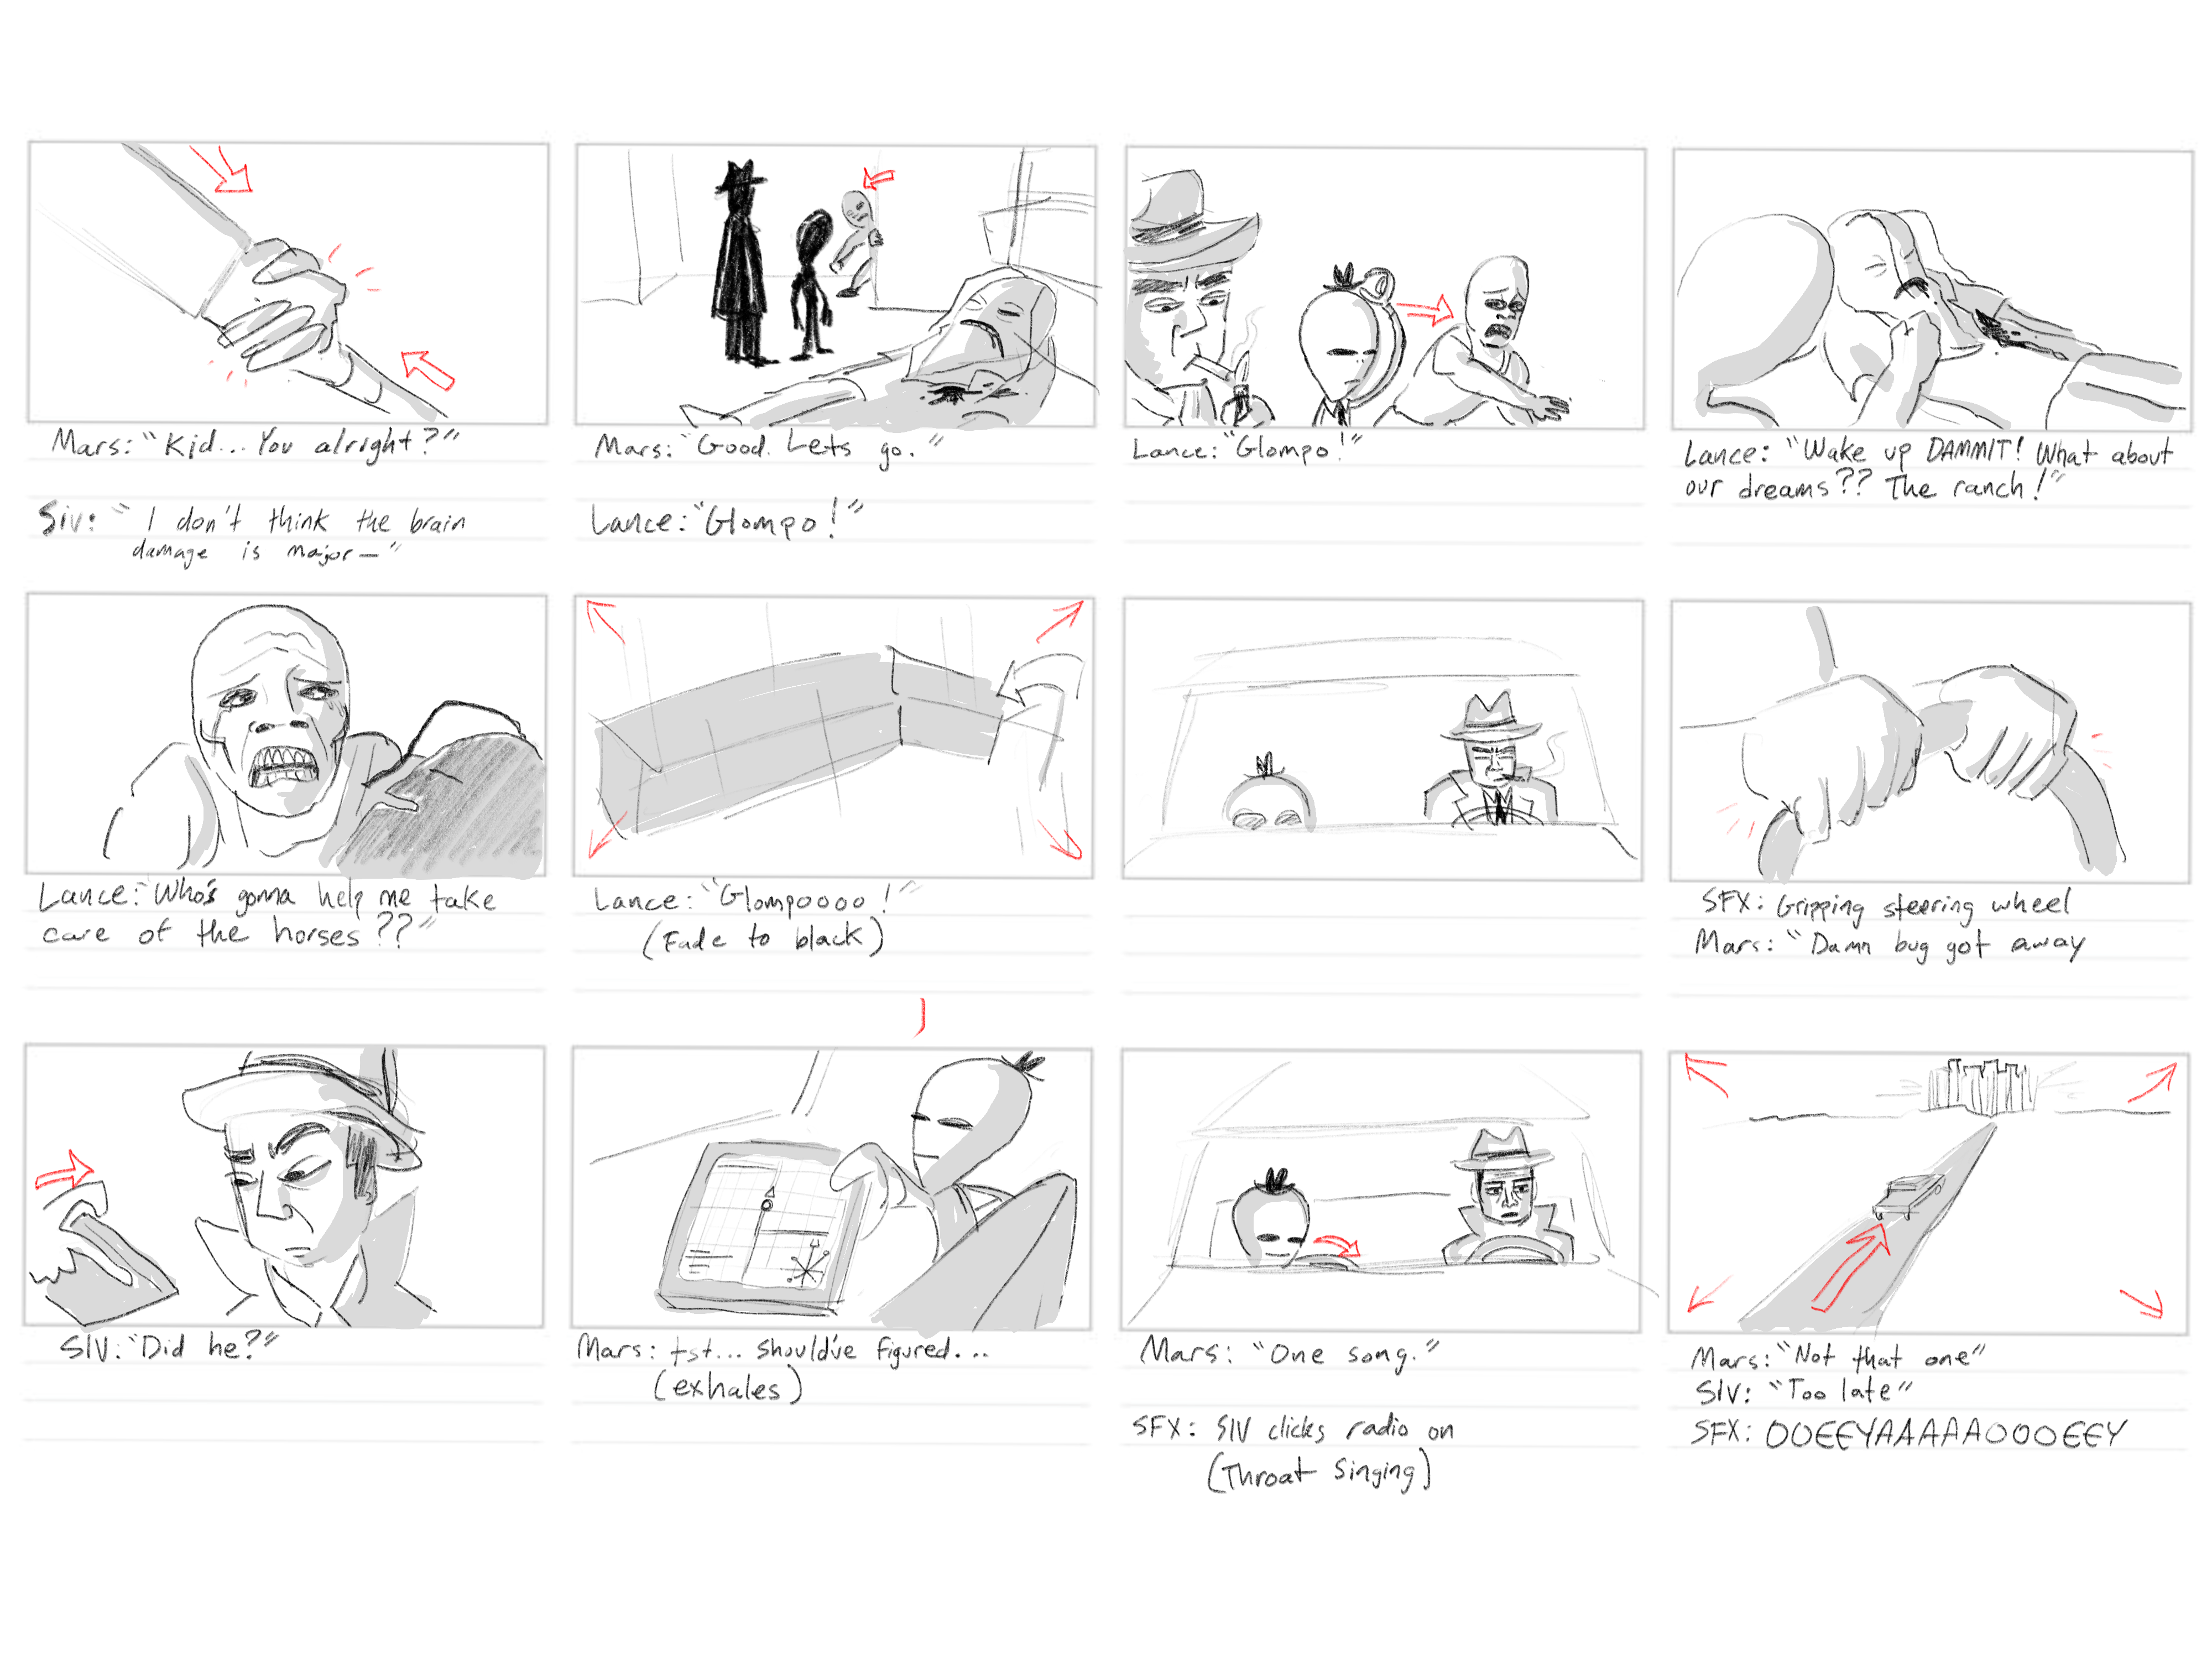 Mars: "Kid... You alright?"
Siv: "I don't think the brain
damage is major—"
Mars: "Good. Lets go."
Lance: "Glompo!"
Lance: "Glompo!"
Lance: "Wake up DAMMIT! What about
our dreams?? The ranch!"
Lance: "Who's gonna help me take
care of the horses??"
Lance: "Glompoooo!"
(Fade to black)
SFX: Gripping steering wheel
Mars: "Damn bug got away
SIV: "Did he?"
Mars: tst... should've figured...
(exhales)
Mars: "One song."
SFX: SIV clicks radio on
(Throat Singing)
Mars: "Not that one"
SIV: "Too late"
SFX: OOEEYAAAAAOOOEEY